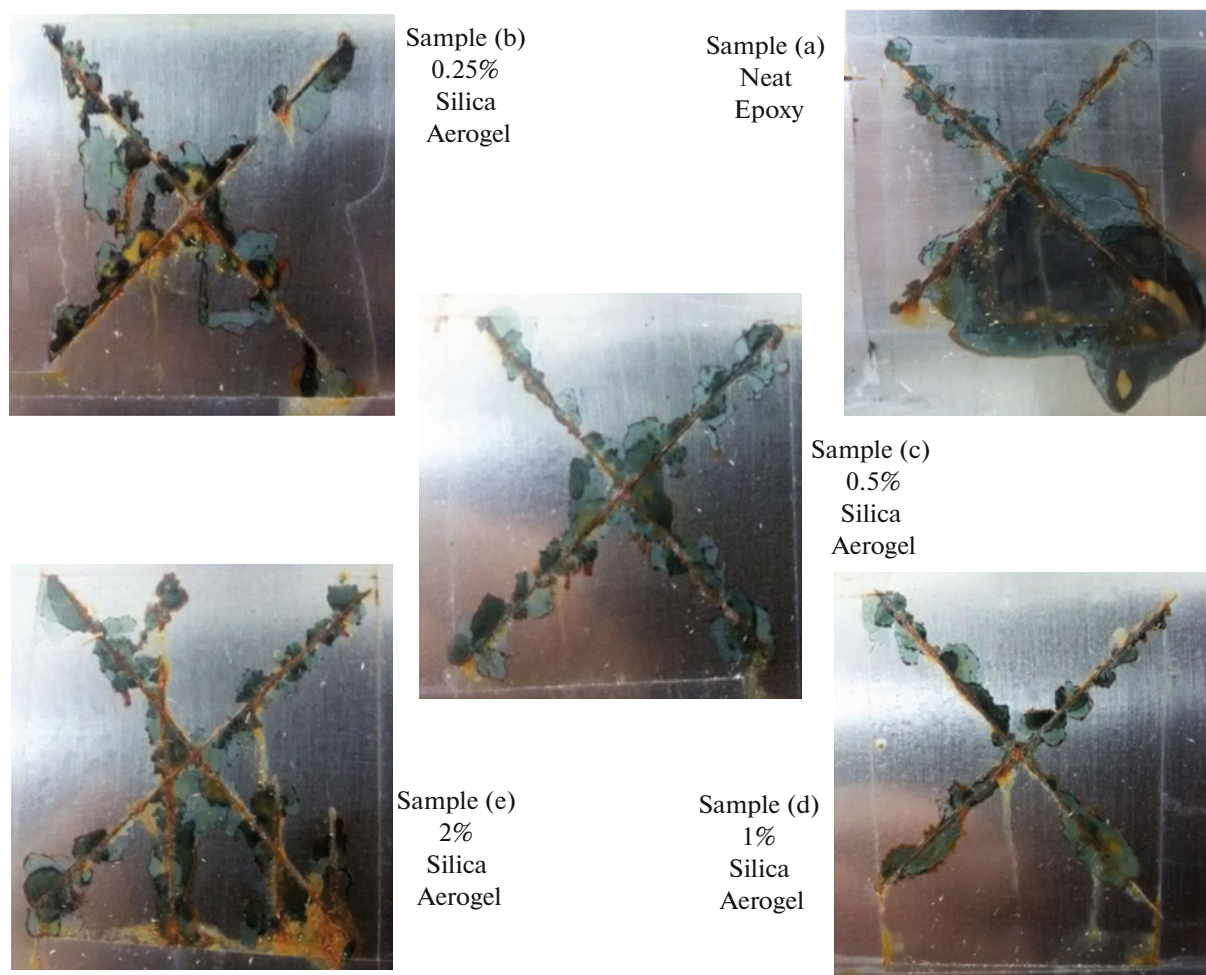 Sample (b)
0.25%
Silica
Aerogel
Sample (a)
Neat
Epoxy
Sample (c)
0.5%
Silica
Aerogel
Sample (e)
2%
Silica
Aerogel
Sample (d)
1%
Silica
Aerogel